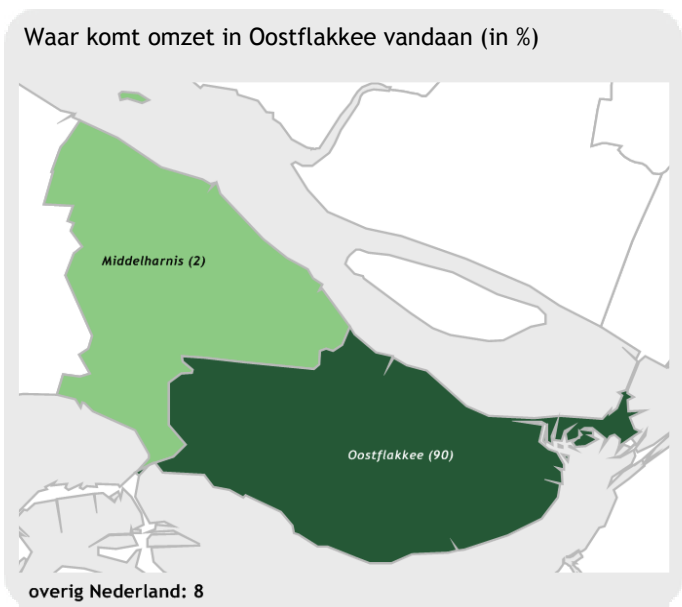 Waar komt omzet in Oostflakkee vandaan (in %)
Middelharnis (2)
Oostflakkee (90)
overig Nederland: 8